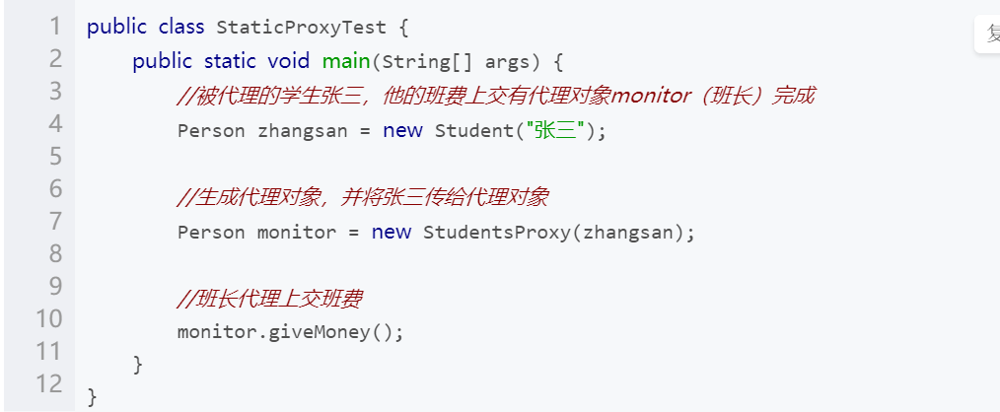 1 public class StaticProxyTest {
2 public static void main(String[] args) {
3 //被代理的学生张三，他的班费上交有代理对象monitor（班长）完成
4 Person zhangsan = new Student("张三");
5
6 //生成代理对象，并将张三传给代理对象
7 Person monitor = new StudentsProxy(zhangsan);
8
9 //班长代理上交班费
10 monitor.giveMoney();
11 }
12 }